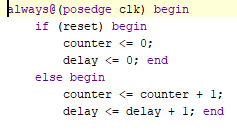 always@(posedge clk) begin
    if (reset) begin
        counter <= 0;
        delay <= 0; end
    else begin
        counter <= counter + 1;
        delay <= delay + 1; end